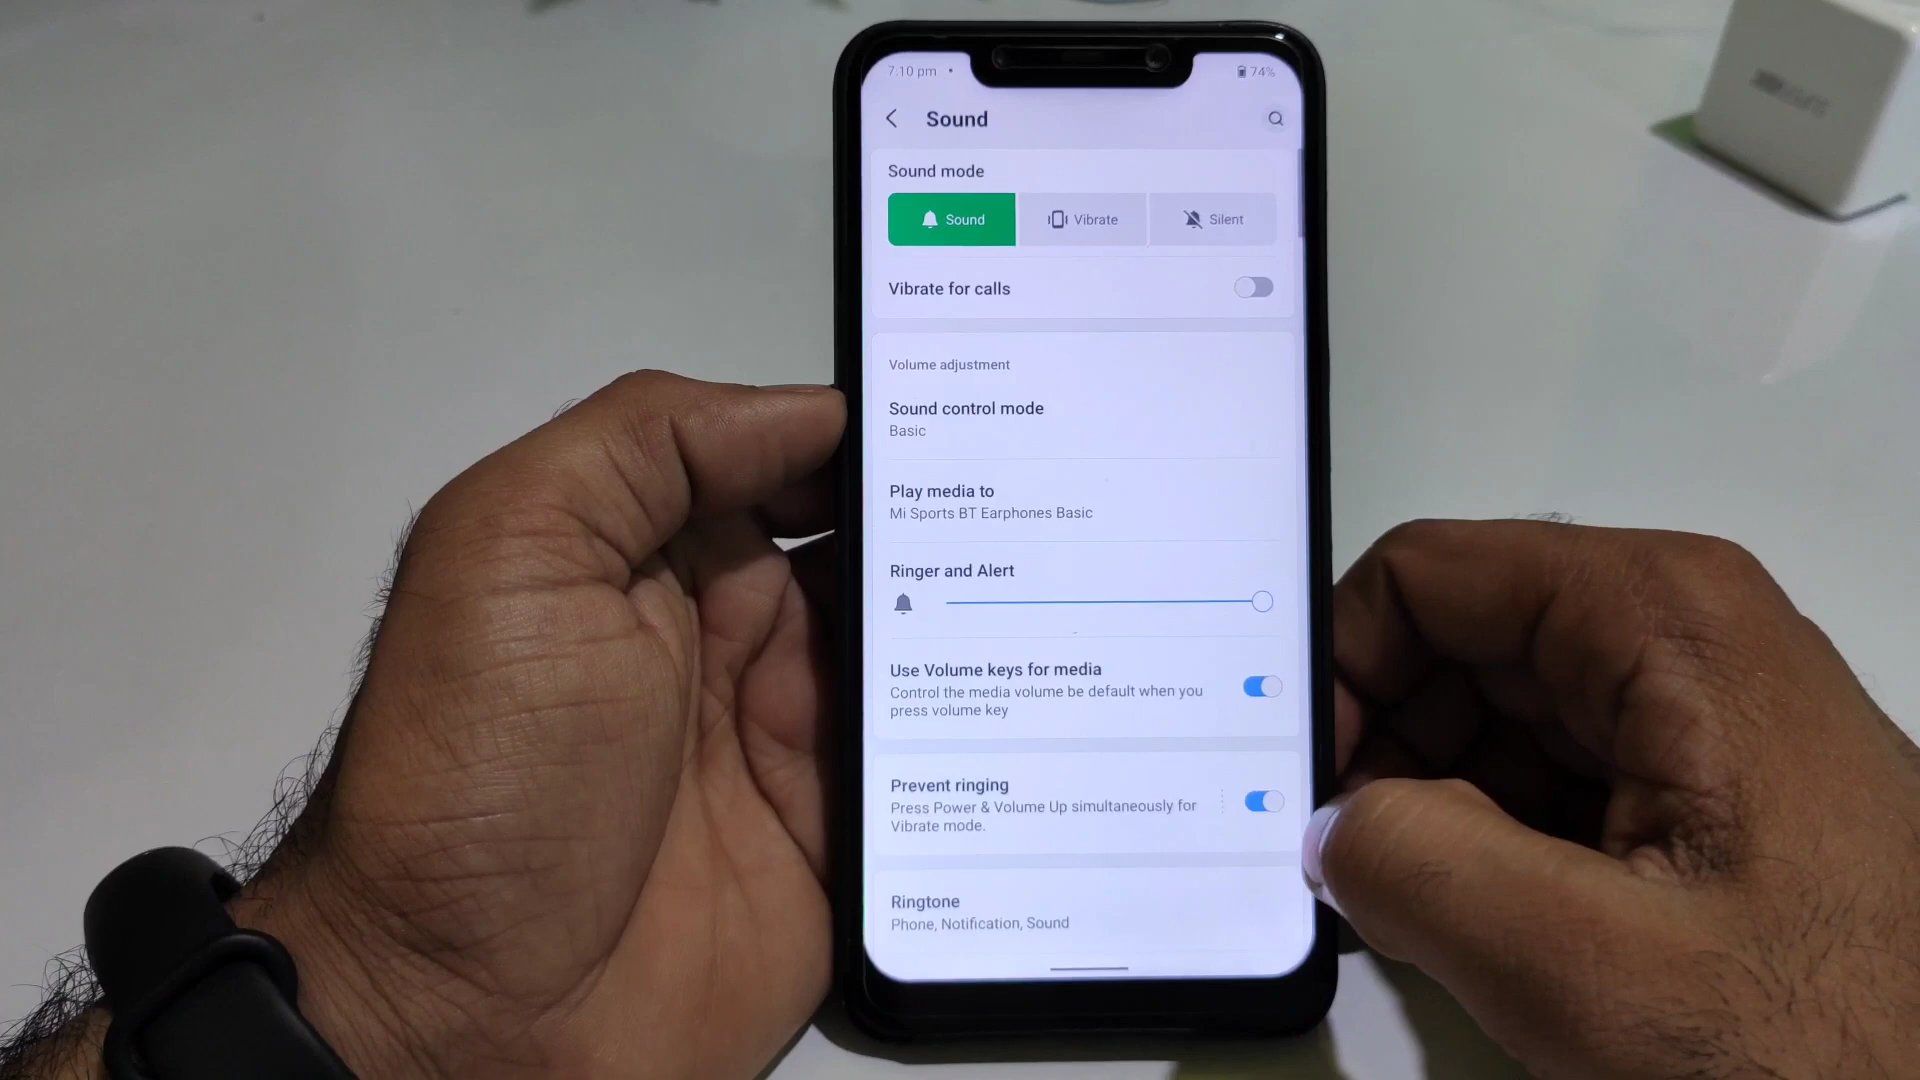 7:10 pm
74%
Sound
Sound mode
Sound
Vibrate
Silent
Vibrate for calls
Volume adjustment
Sound control mode
Basic
Play media to
Mi Sports BT Earphones Basic
Ringer and Alert
Use Volume keys for media
Control the media volume be default when you
press volume key
Prevent ringing
Press Power & Volume Up simultaneously for
Vibrate mode.
Ringtone
Phone, Notification, Sound